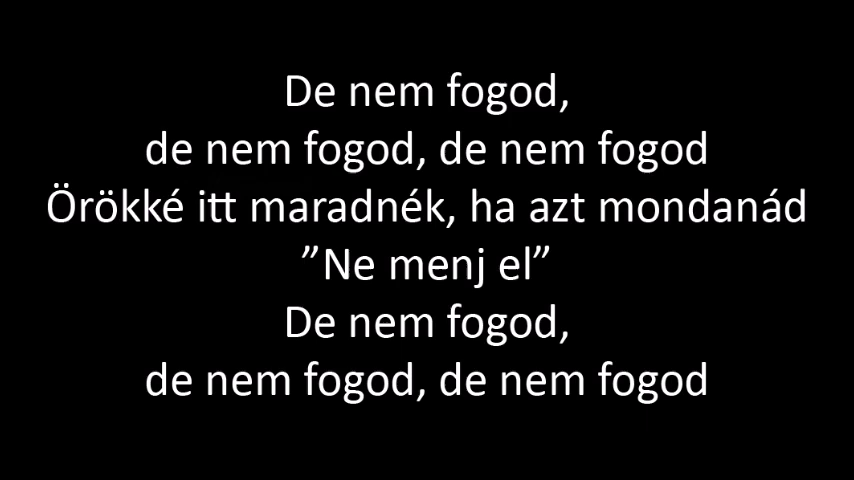 De nem fogod,
de nem fogod, de nem fogod
Örökké itt maradnék, ha azt mondanád
”Ne menj el”
De nem fogod,
de nem fogod, de nem fogod